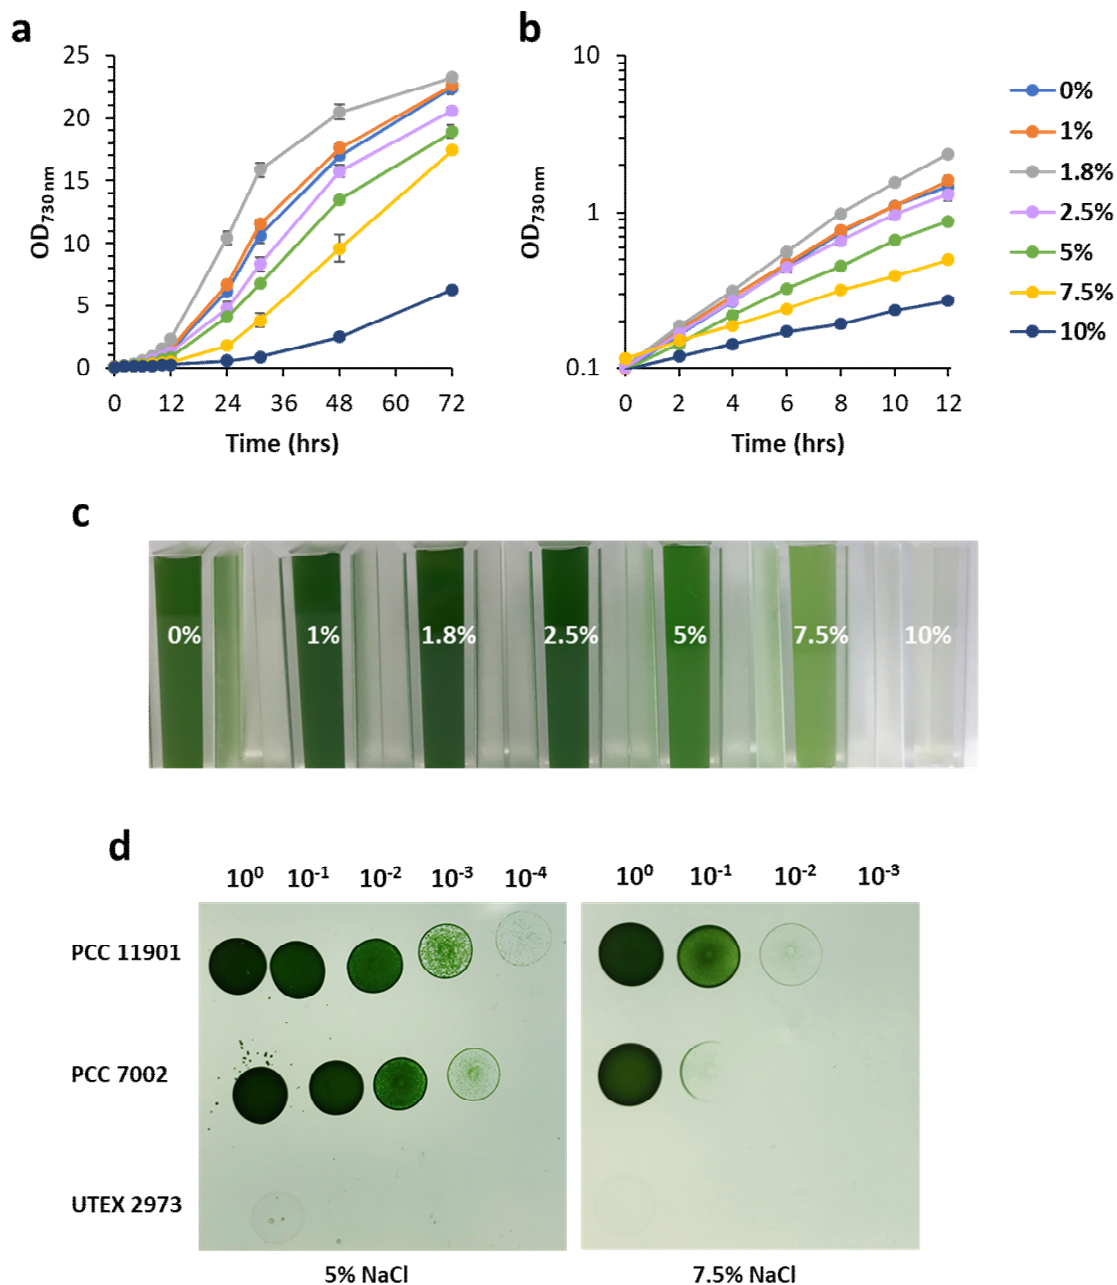 a
b
25
20
15
10
5
0
OD730 nm
0 12 24 36 48 60 72
Time (hrs)
10
1
0.1
OD730 nm
0 2 4 6 8 10 12
Time (hrs)
0%
1%
1.8%
2.5%
5%
7.5%
10%
c
0% 1% 1.8% 2.5% 5% 7.5% 10%
d
10⁰ 10⁻¹ 10⁻² 10⁻³ 10⁻⁴
10⁰ 10⁻¹ 10⁻² 10⁻³
PCC 11901
PCC 7002
UTEX 2973
5% NaCl
7.5% NaCl